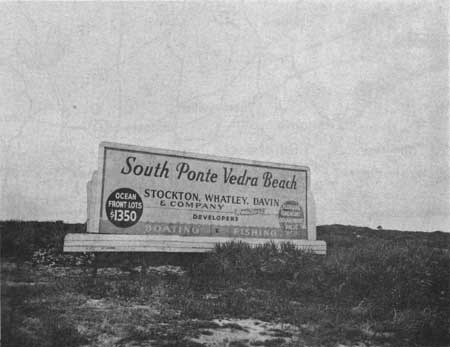 South Ponte Vedra Beach
OCEAN
FRONT LOTS
$1350
STOCKTON, WHATLEY, DAVIN
& COMPANY
DEVELOPERS
BOATING & FISHING